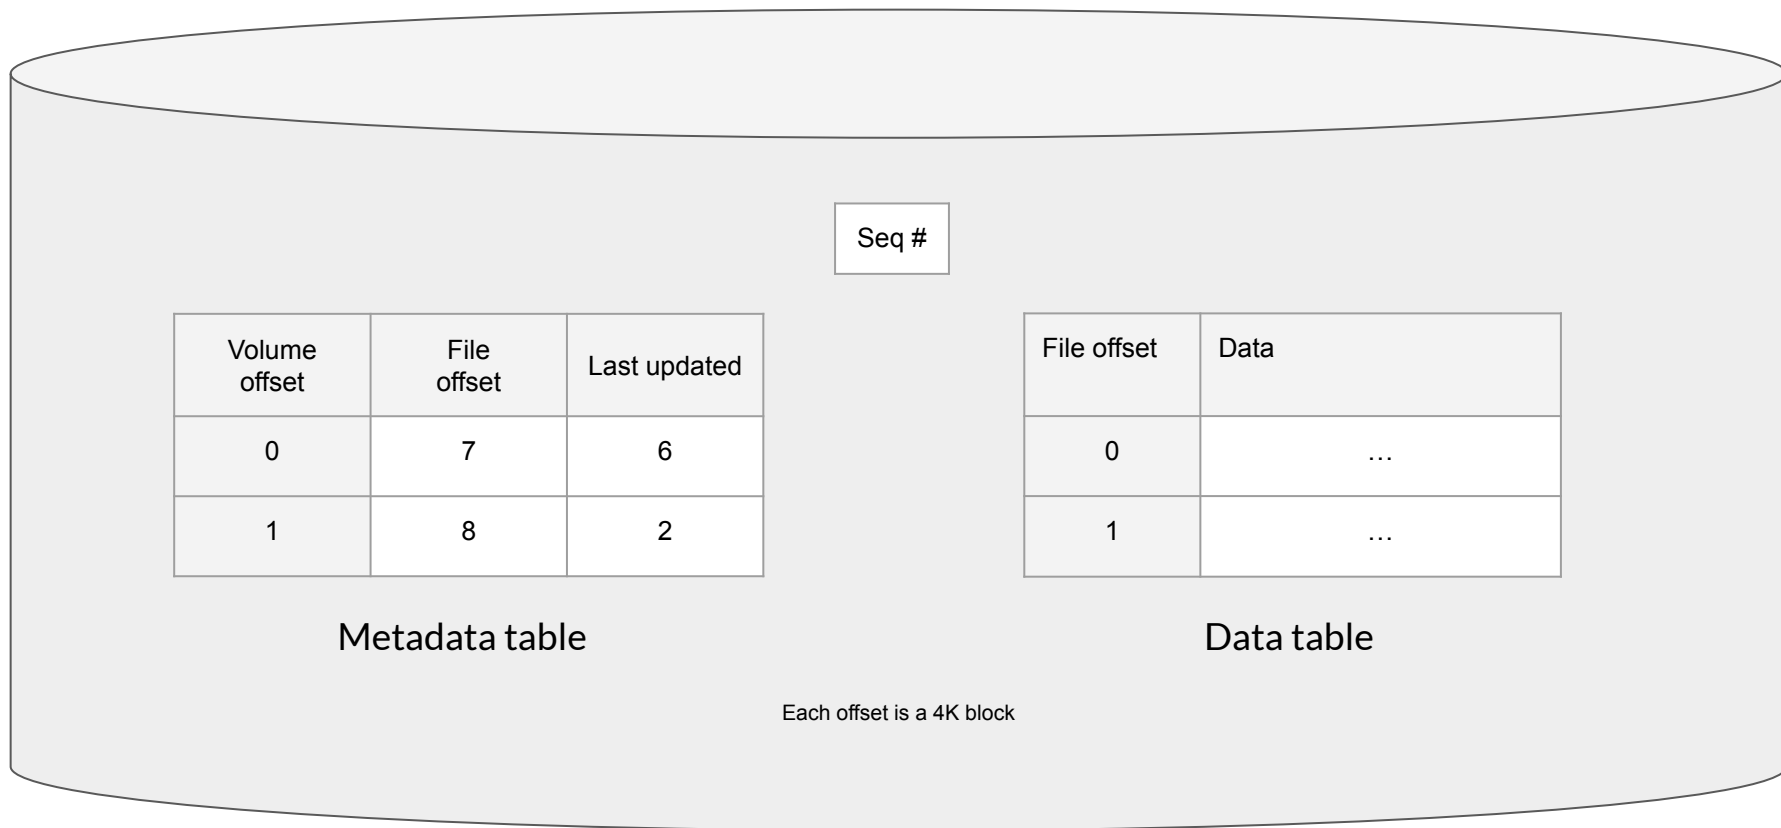 Seq #
Volume
offset
File
offset
Last updated
0
7
6
1
8
2
Metadata table
File offset
Data
0
…
1
…
Data table
Each offset is a 4K block